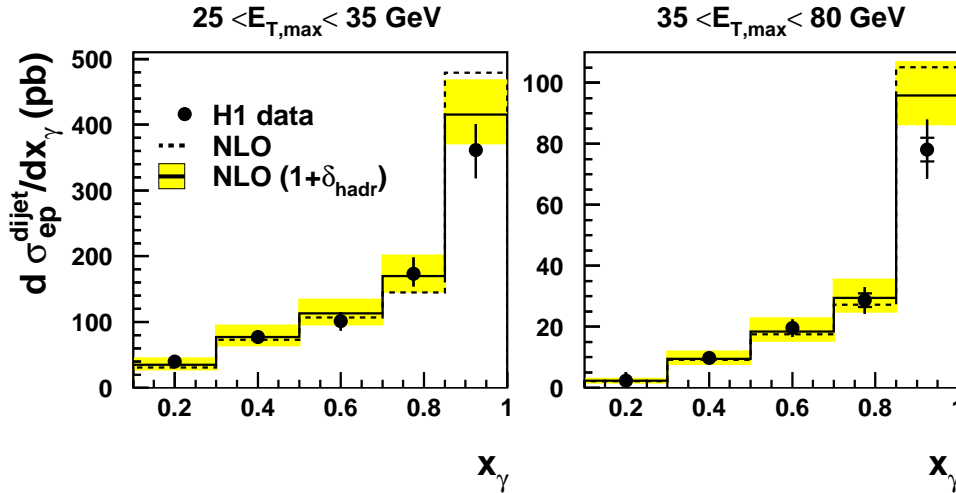 25 <E_T,max< 35 GeV
35 <E_T,max< 80 GeV
d σ_ep^dijet/dx_γ (pb)
500
400
300
200
100
0
H1 data
NLO
NLO (1+δ_hadr)
0.2 0.4 0.6 0.8 1
x_γ
100
80
60
40
20
0
0.2 0.4 0.6 0.8 1
x_γ